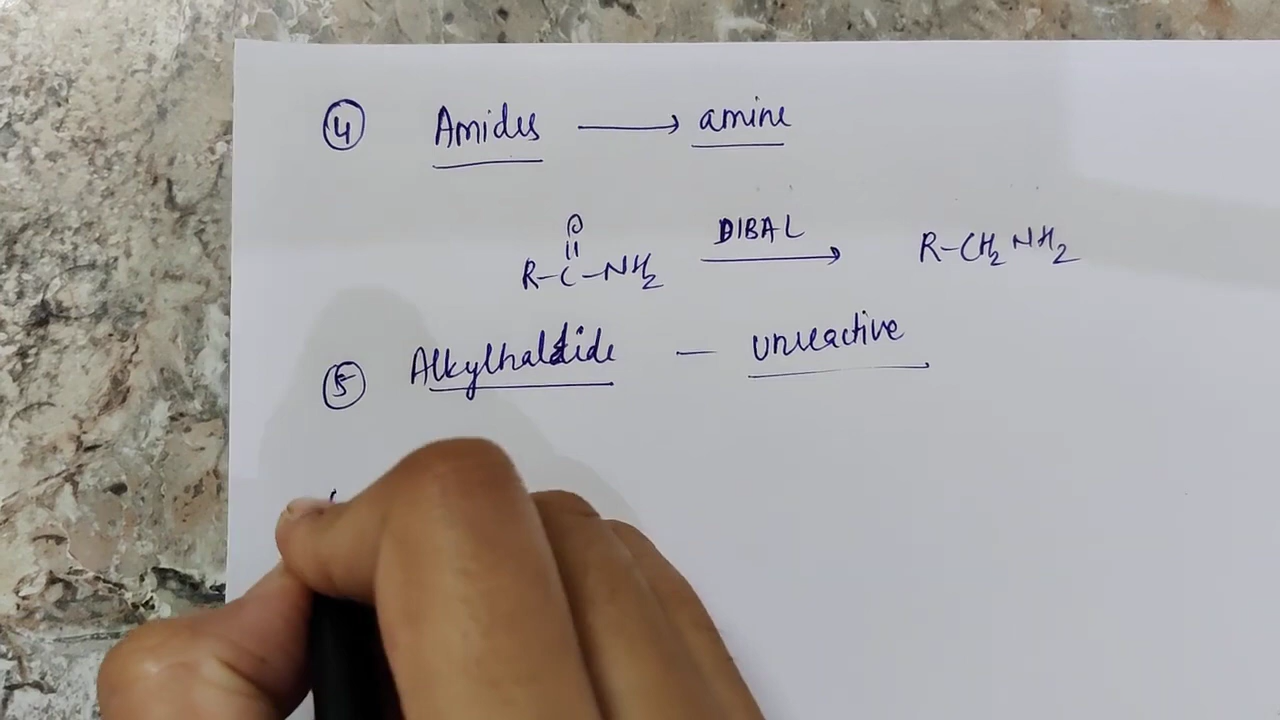 ④ Amides ⟶ amine
O
||
R-C-NH₂ DIBAL ⟶ R-CH₂NH₂
⑤ Alkylhalide — unreactive